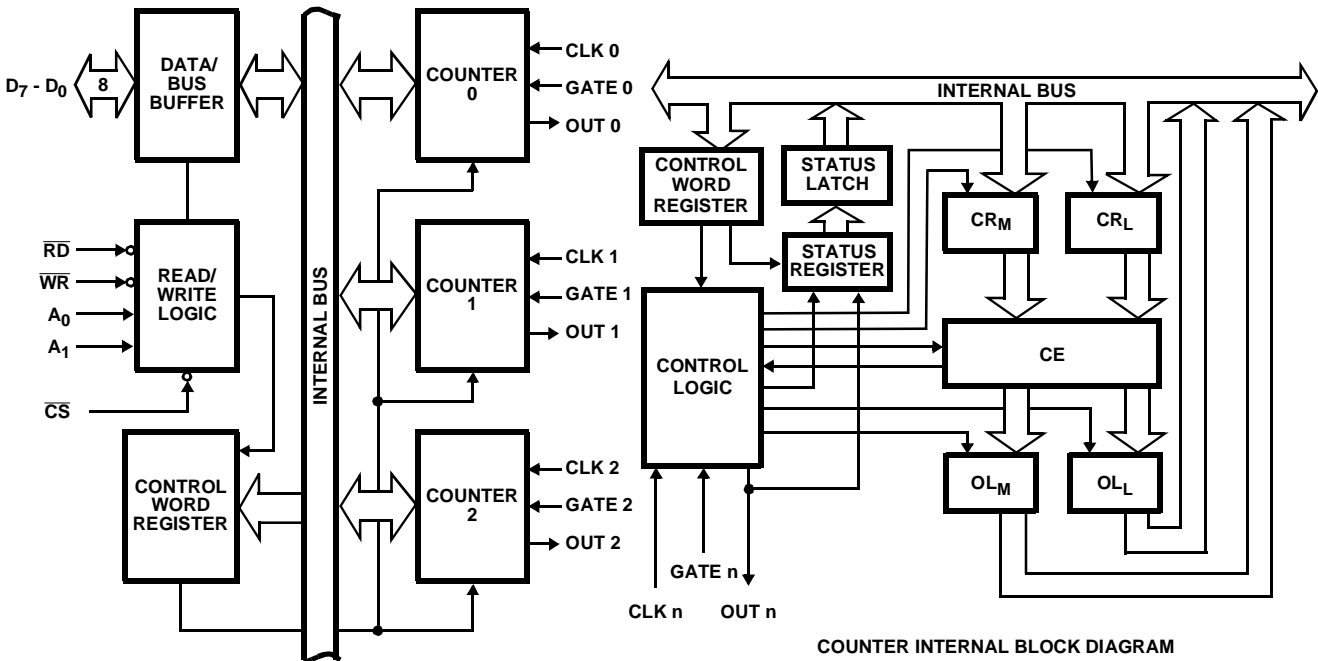 D7 - D0
8
DATA/
BUS
BUFFER
RD
WR
A0
A1
CS
READ/
WRITE
LOGIC
CONTROL
WORD
REGISTER
INTERNAL BUS
COUNTER
0
CLK 0
GATE 0
OUT 0
COUNTER
1
CLK 1
GATE 1
OUT 1
COUNTER
2
CLK 2
GATE 2
OUT 2
INTERNAL BUS
CONTROL
WORD
REGISTER
STATUS
LATCH
STATUS
REGISTER
CRM
CRL
CONTROL
LOGIC
CE
OLM
OLL
GATE n
CLK n
OUT n
COUNTER INTERNAL BLOCK DIAGRAM